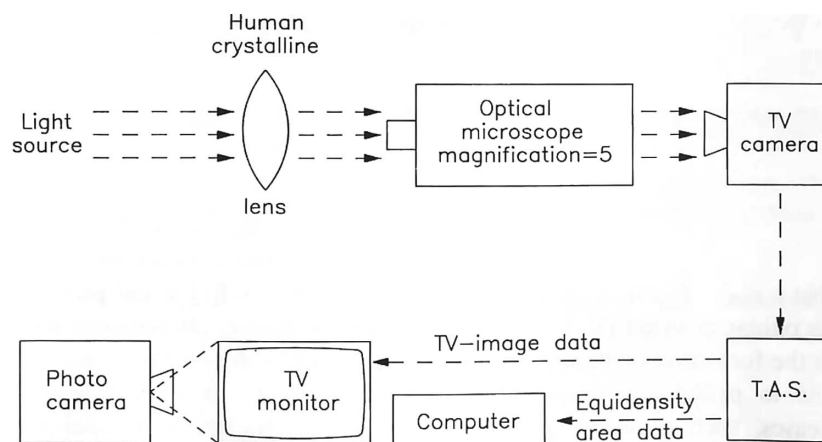 Human
crystalline
Light
source
lens
Optical
microscope
magnification=5
TV
camera
TV-image data
Photo
camera
TV
monitor
Computer
Equidensity
area data
T.A.S.